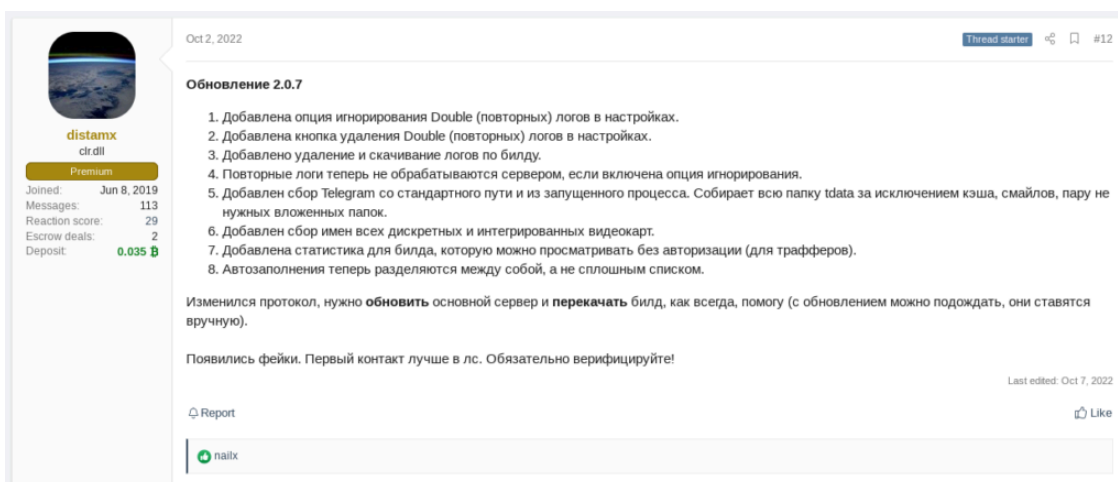 Oct 2, 2022
Thread starter
#12
distamx
clr.dll
Premium
Joined: Jun 8, 2019
Messages: 113
Reaction score: 29
Escrow deals: 2
Deposit: 0.035 ₿
Обновление 2.0.7
1. Добавлена опция игнорирования Double (повторных) логов в настройках.
2. Добавлена кнопка удаления Double (повторных) логов в настройках.
3. Добавлено удаление и скачивание логов по билду.
4. Повторные логи теперь не обрабатываются сервером, если включена опция игнорирования.
5. Добавлен сбор Telegram со стандартного пути и из запущенного процесса. Собирает всю папку tdata за исключением кэша, смайлов, пару не
нужных вложенных папок.
6. Добавлен сбор имен всех дискретных и интегрированных видеокарт.
7. Добавлена статистика для билда, которую можно просматривать без авторизации (для трафферов).
8. Автозаполнения теперь разделяются между собой, а не сплошным списком.
Изменился протокол, нужно обновить основной сервер и перекачать билд, как всегда, помогу (с обновлением можно подождать, они ставятся
вручную).
Появились фейки. Первый контакт лучше в лс. Обязательно верифицируйте!
Last edited: Oct 7, 2022
Report
Like
nailx